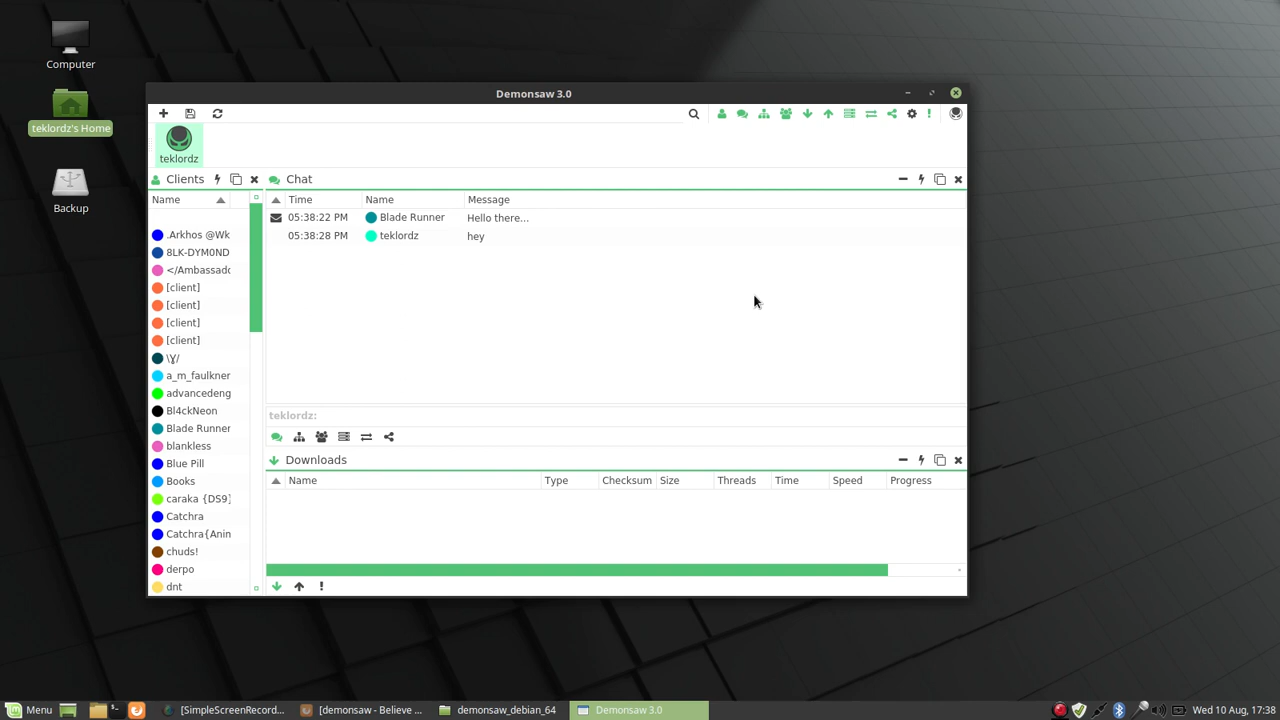 Computer
teklordz's Home
Backup
Demonsaw 3.0
teklordz
Clients
Chat
Name
Time Name Message
05:38:22 PM Blade Runner Hello there...
05:38:28 PM teklordz hey
.Arkhos @Wk
8LK-DYM0ND
</Ambassado
[client]
[client]
[client]
[client]
\Ɣ/
a_m_faulkner
advancedeng
Bl4ckNeon
Blade Runner
blankless
Blue Pill
Books
caraka {DS9}
Catchra
Catchra{Anin
chuds!
derpo
dnt
teklordz:
Downloads
Name Type Checksum Size Threads Time Speed Progress
Menu
[SimpleScreenRecord...
[demonsaw - Believe ...
demonsaw_debian_64
Demonsaw 3.0
Wed 10 Aug, 17:38